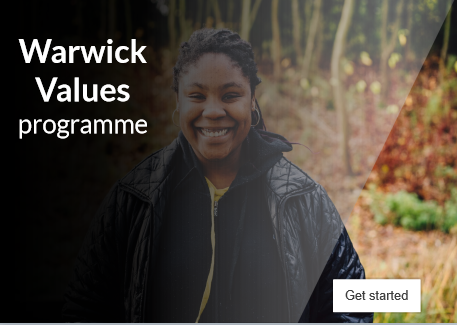 Warwick
Values
programme
Get started